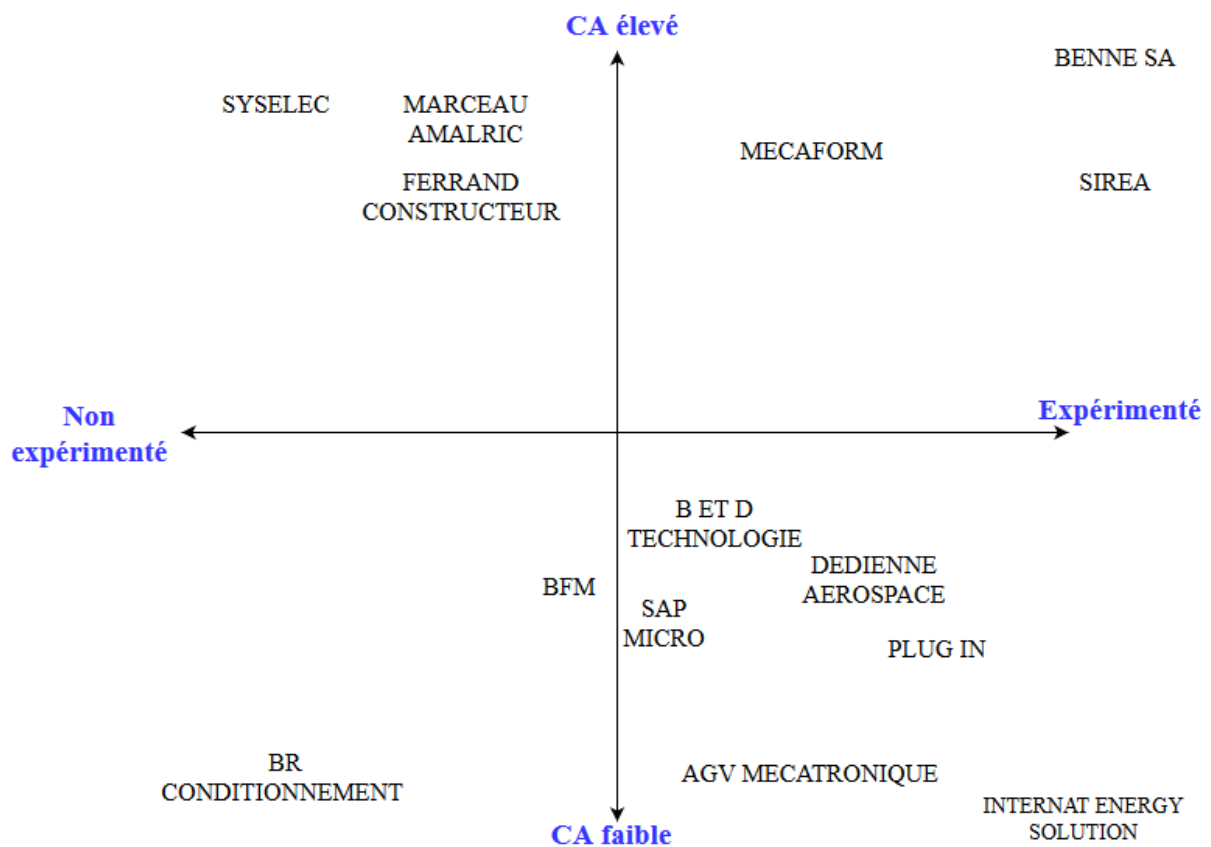 CA élevé
BENNE SA
SYSELEC
MARCEAU
AMALRIC
MECAFORM
FERRAND
CONSTRUCTEUR
SIREA
Non
expérimenté
Expérimenté
B ET D
TECHNOLOGIE
DEDIENNE
AEROSPACE
BFM
SAP
MICRO
PLUG IN
BR
CONDITIONNEMENT
AGV MECATRONIQUE
INTERNAT ENERGY
SOLUTION
CA faible